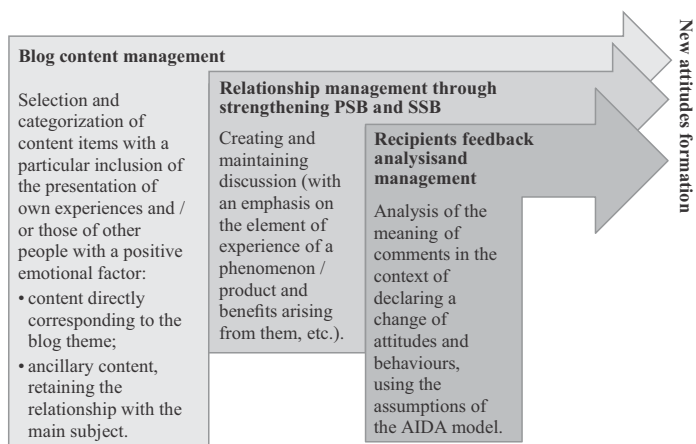 Blog content management
Selection and
categorization of
content items with a
particular inclusion of
the presentation of
own experiences and /
or those of other
people with a positive
emotional factor:
• content directly
corresponding to the
blog theme;
• ancillary content,
retaining the
relationship with the
main subject.
Relationship management through
strengthening PSB and SSB
Creating and
maintaining
discussion (with
an emphasis on
the element of
experience of a
phenomenon /
product and
benefits arising
from them, etc.).
Recipients feedback
analysisand
management
Analysis of the
meaning of
comments in the
context of
declaring a
change of
attitudes and
behaviours,
using the
assumptions of
the AIDA model.
New attitudes formation